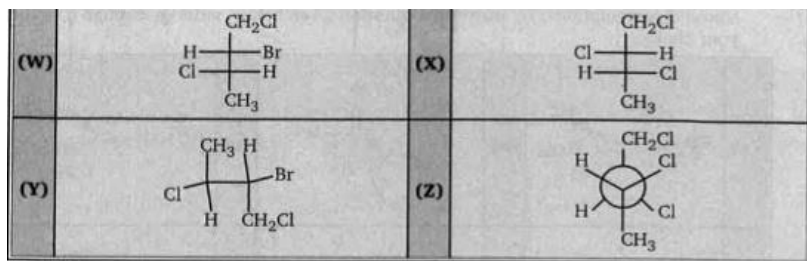 (W)
CH₂Cl
H Br
Cl H
CH₃
(X)
CH₂Cl
Cl H
H Cl
CH₃
(Y)
CH₃ H
Br
Cl
H CH₂Cl
(Z)
CH₂Cl
H Cl
H Cl
CH₃